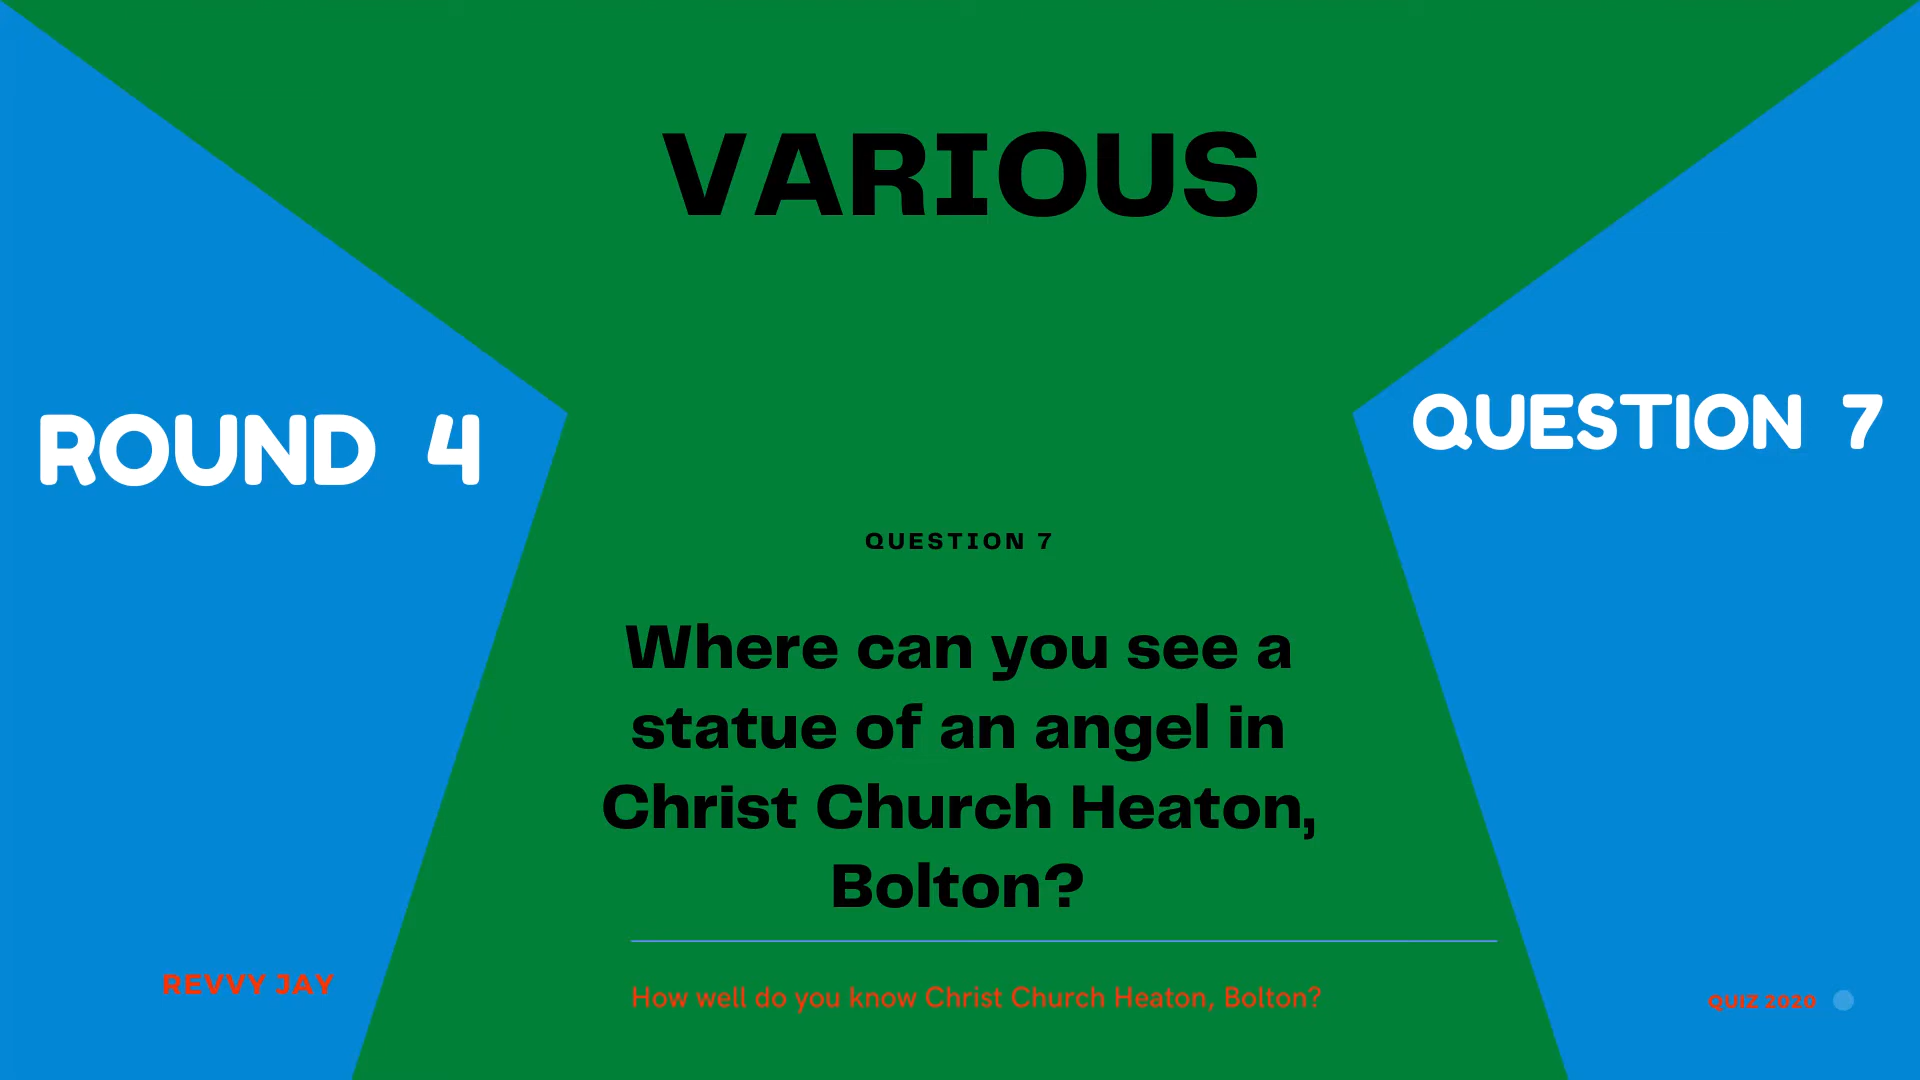 VARIOUS
ROUND 4
QUESTION 7
QUESTION 7
Where can you see a
statue of an angel in
Christ Church Heaton,
Bolton?
REVVY JAY
How well do you know Christ Church Heaton, Bolton?
QUIZ 2020